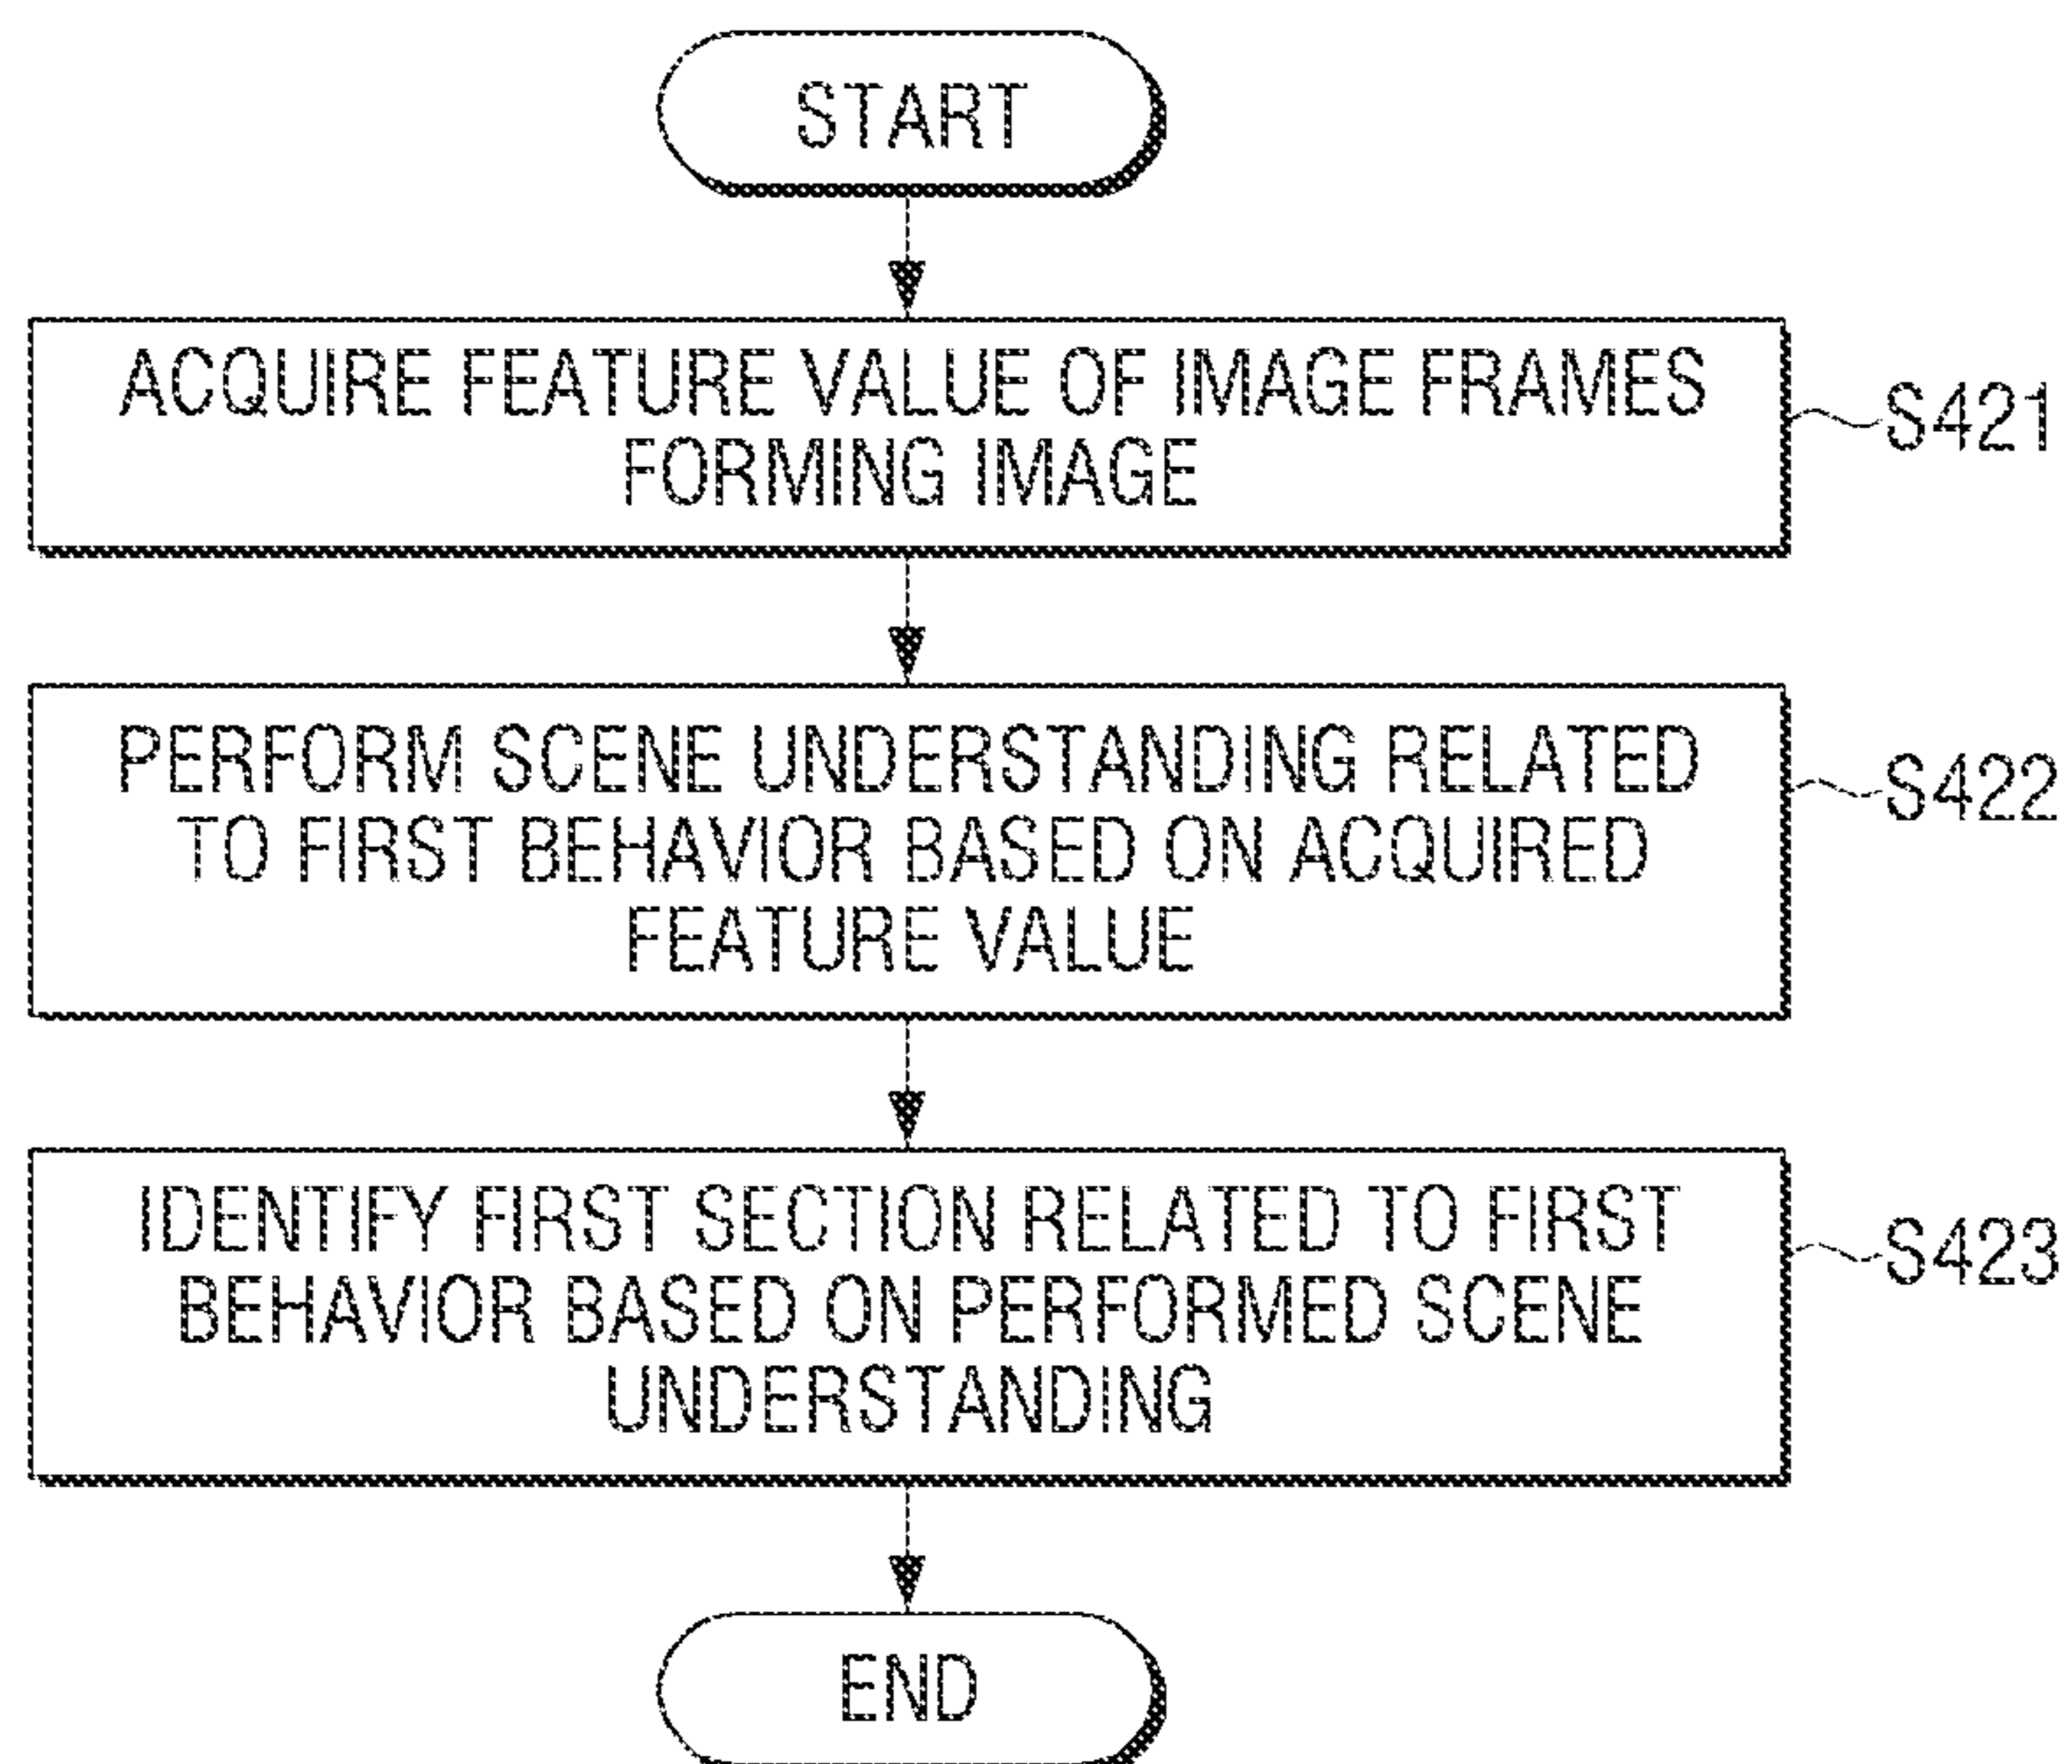 START
ACQUIRE FEATURE VALUE OF IMAGE FRAMES
FORMING IMAGE
S421
PERFORM SCENE UNDERSTANDING RELATED
TO FIRST BEHAVIOR BASED ON ACQUIRED
FEATURE VALUE
S422
IDENTIFY FIRST SECTION RELATED TO FIRST
BEHAVIOR BASED ON PERFORMED SCENE
UNDERSTANDING
S423
END